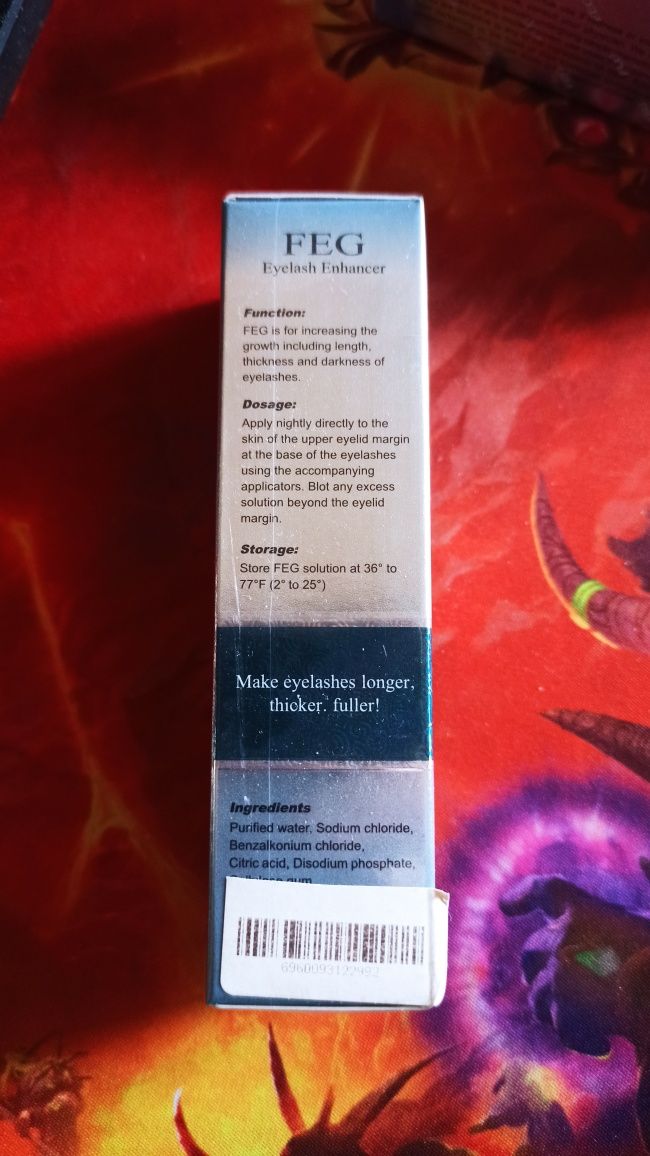 FEG
Eyelash Enhancer
Function:
FEG is for increasing the
growth including length,
thickness and darkness of
eyelashes.
Dosage:
Apply nightly directly to the
skin of the upper eyelid margin
at the base of the eyelashes
using the accompanying
applicators. Blot any excess
solution beyond the eyelid
margin.
Storage:
Store FEG solution at 36° to
77°F (2° to 25°)
Make eyelashes longer,
thicker. fuller!
Ingredients
Purified water, Sodium chloride,
Benzalkonium chloride,
Citric acid, Disodium phosphate,
gum